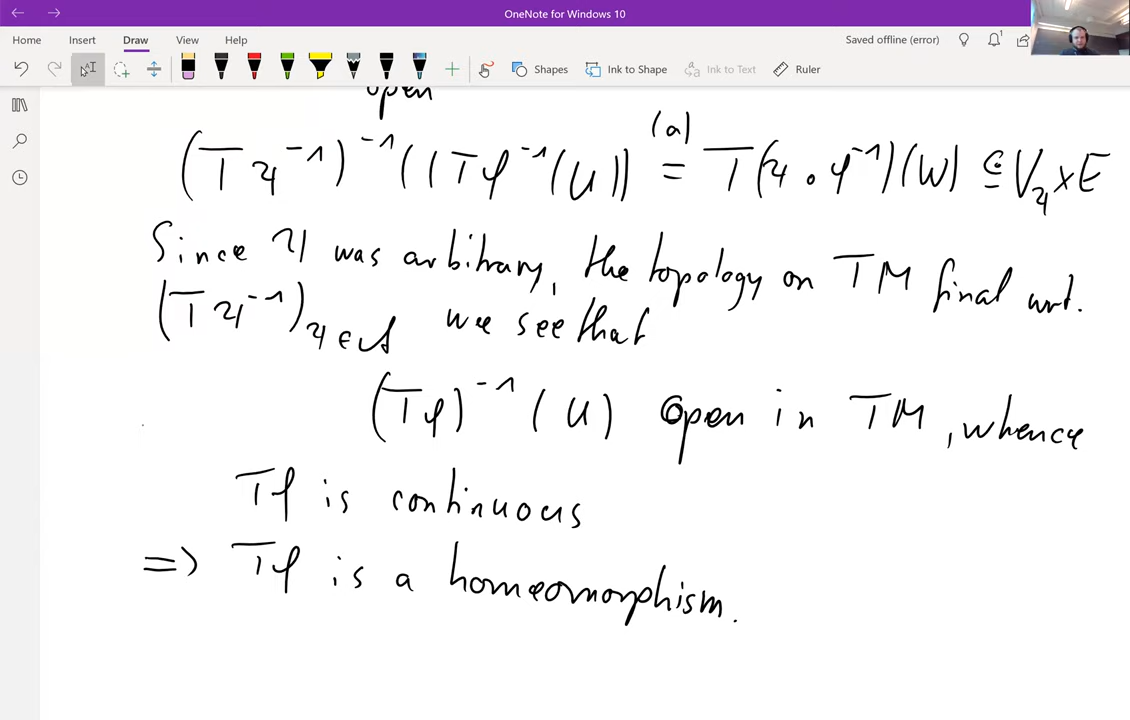 OneNote for Windows 10
Home Insert Draw View Help
Saved offline (error)
Shapes Ink to Shape Ink to Text Ruler
open
(Tψ⁻¹)⁻¹((Tφ⁻¹(U)) (a)= T(ψ∘φ⁻¹)(W) ⊆ V_ψ×E
Since ψ was arbitrary, the topology on TM final wrt.
(Tψ⁻¹)_ψ∈A we see that
(Tφ)⁻¹(U) open in TM, whence
Tφ is continuous
=> Tφ is a homeomorphism.